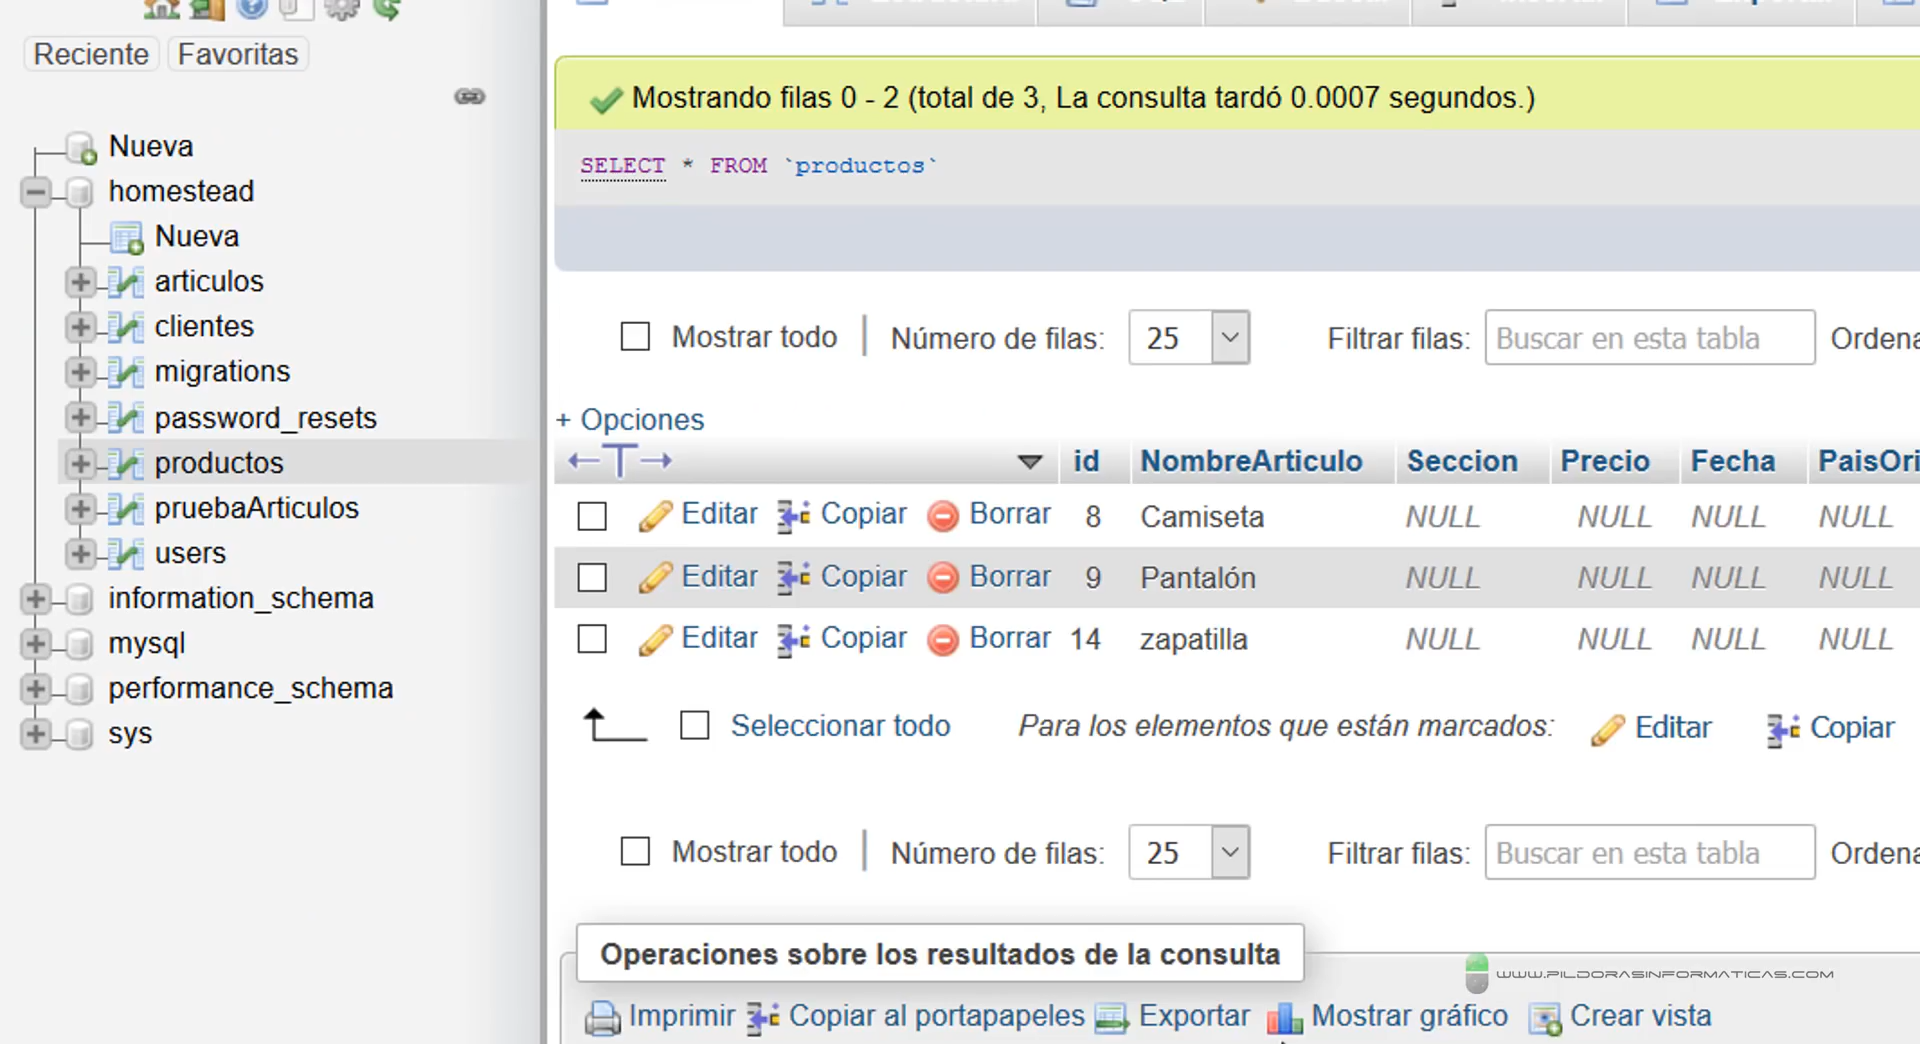 Reciente Favoritas
Nueva
homestead
Nueva
articulos
clientes
migrations
password_resets
productos
pruebaArticulos
users
information_schema
mysql
performance_schema
sys
Mostrando filas 0 - 2 (total de 3, La consulta tardó 0.0007 segundos.)
SELECT * FROM `productos`
Mostrar todo | Número de filas: 25 Filtrar filas: Buscar en esta tabla Ordena
+ Opciones
←T→ id NombreArticulo Seccion Precio Fecha PaisOri
Editar Copiar Borrar 8 Camiseta NULL NULL NULL NULL
Editar Copiar Borrar 9 Pantalón NULL NULL NULL NULL
Editar Copiar Borrar 14 zapatilla NULL NULL NULL NULL
Seleccionar todo Para los elementos que están marcados: Editar Copiar
Mostrar todo | Número de filas: 25 Filtrar filas: Buscar en esta tabla Ordena
Operaciones sobre los resultados de la consulta
WWW.PILDORASINFORMATICAS.COM
Imprimir Copiar al portapapeles Exportar Mostrar gráfico Crear vista